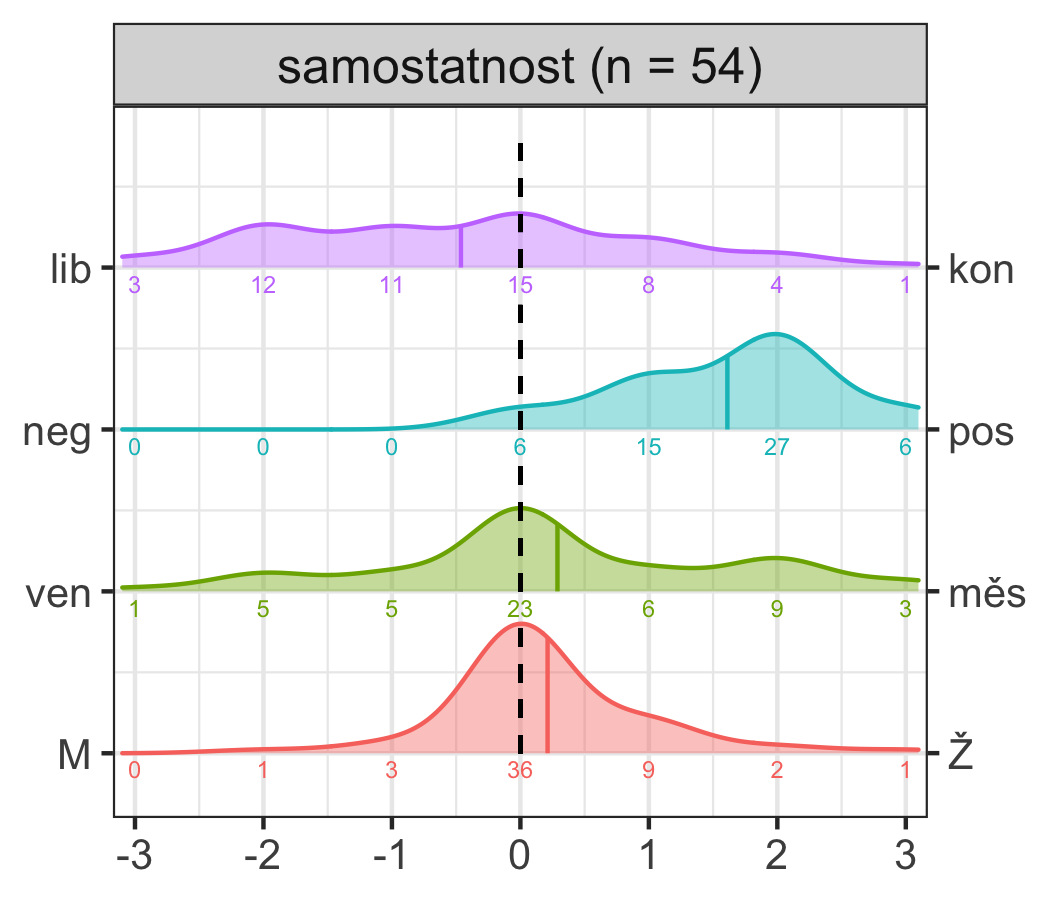 samostatnost (n = 54)
lib kon
3 12 11 15 8 4 1
neg pos
0 0 0 6 15 27 6
ven měs
1 5 5 23 6 9 3
M Ž
0 1 3 36 9 2 1
-3 -2 -1 0 1 2 3